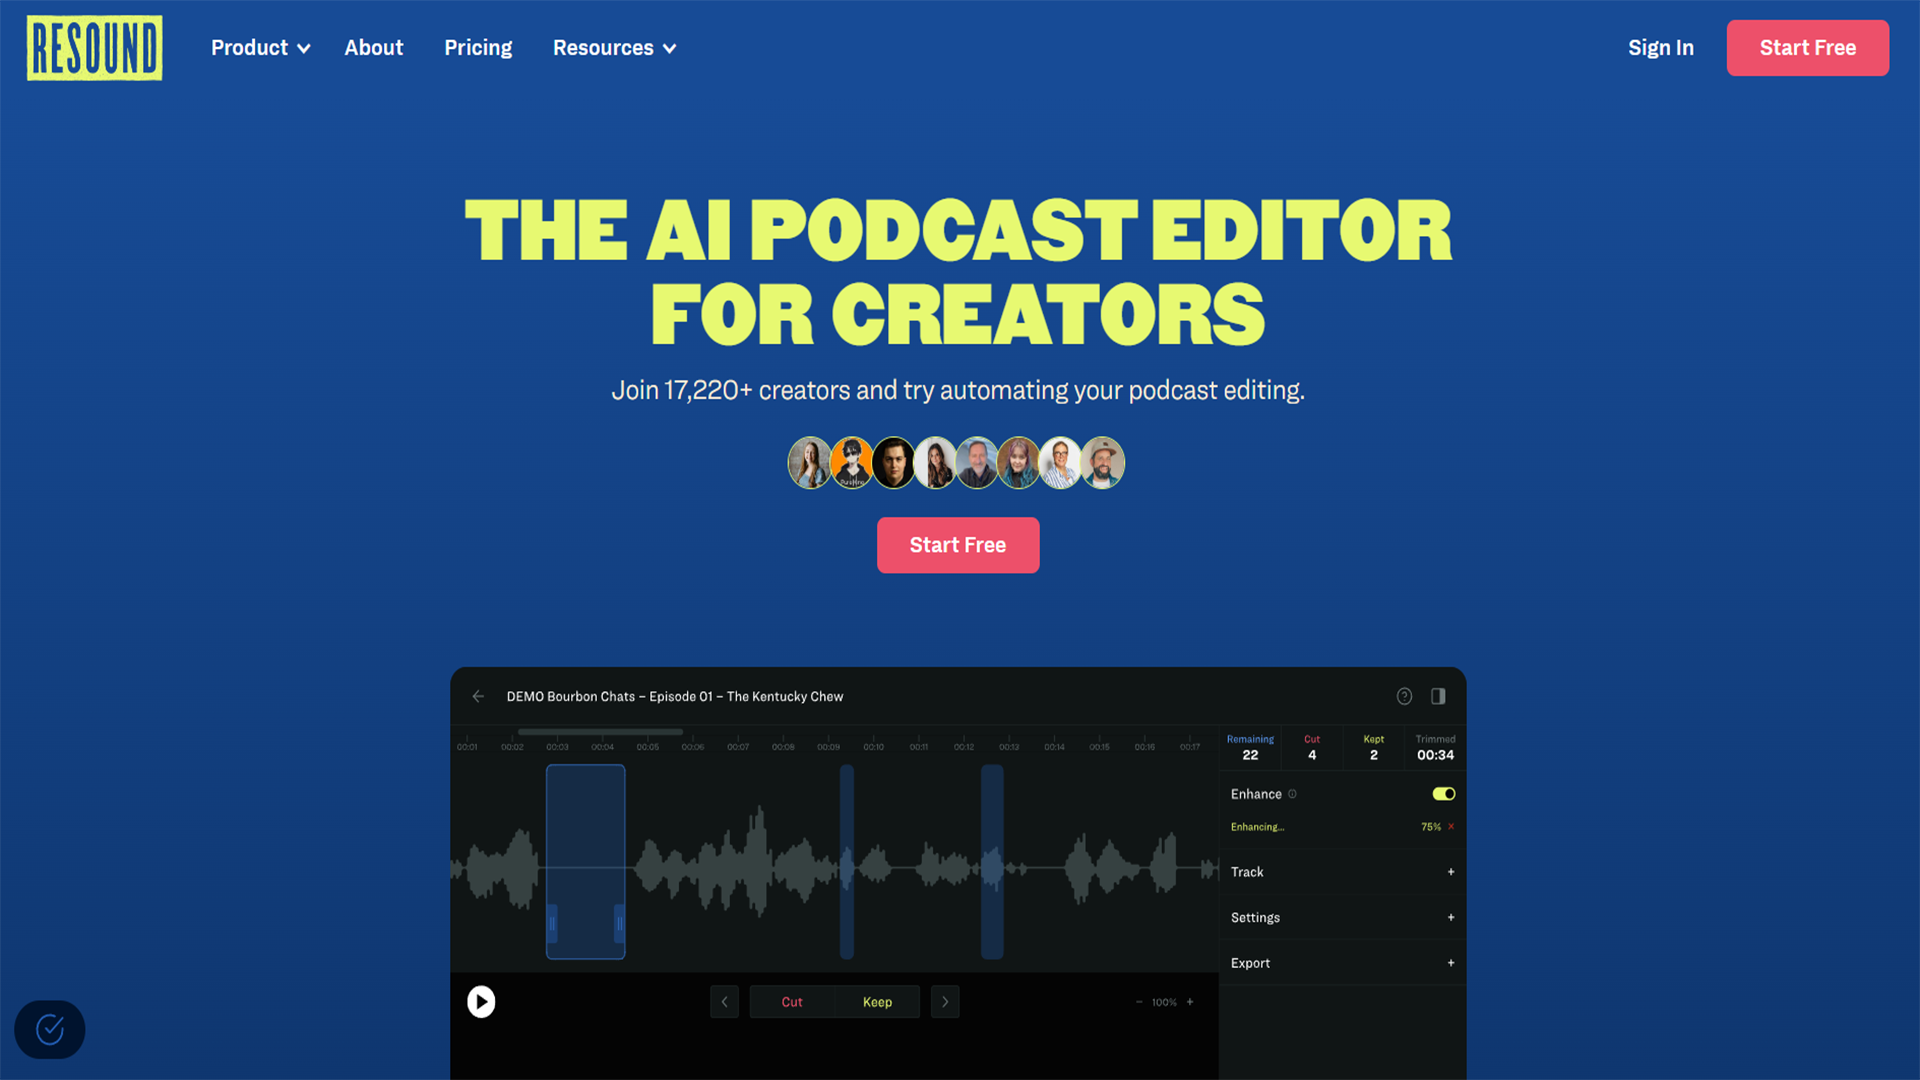 RESOUND
Product
About
Pricing
Resources
Sign In
Start Free
THE AI PODCAST EDITOR
FOR CREATORS
Join 17,220+ creators and try automating your podcast editing.
Start Free
DEMO Bourbon Chats – Episode 01 – The Kentucky Chew
00:01 00:02 00:03 00:04 00:05 00:06 00:07 00:08 00:09 00:10 00:11 00:12 00:13 00:14 00:15 00:16 00:17
Remaining Cut Kept Trimmed
22 4 2 00:34
Enhance
Enhancing... 75% ×
Track +
Settings +
Export +
Cut Keep
− 100% +